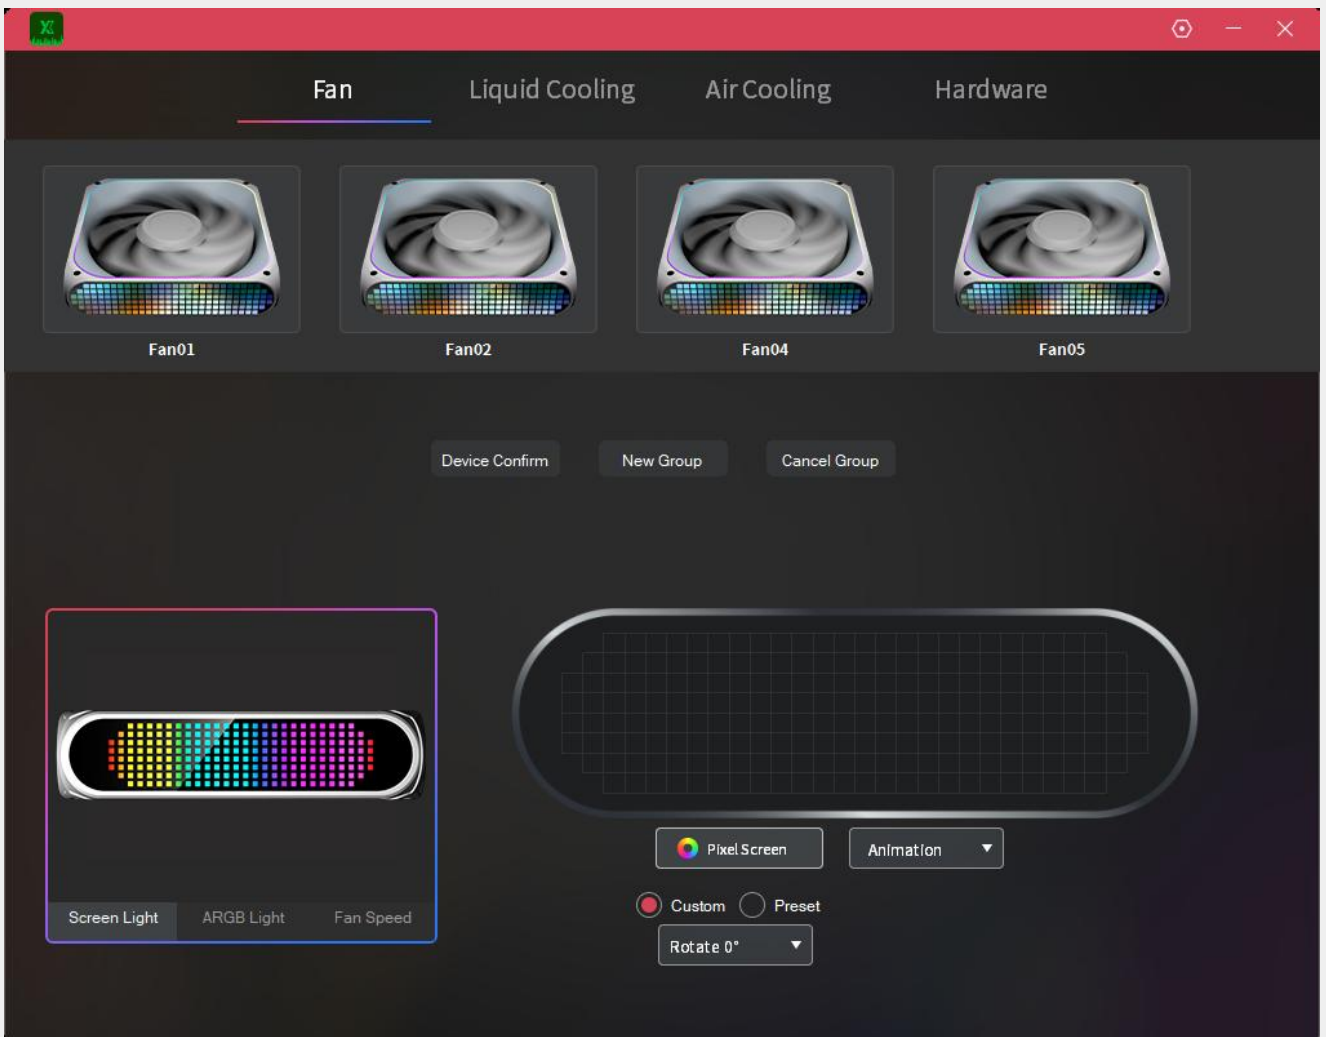 Fan Liquid Cooling Air Cooling Hardware
Fan01 Fan02 Fan04 Fan05
Device Confirm New Group Cancel Group
Pixel Screen Animation
Custom Preset
Screen Light ARGB Light Fan Speed
Rotate 0°